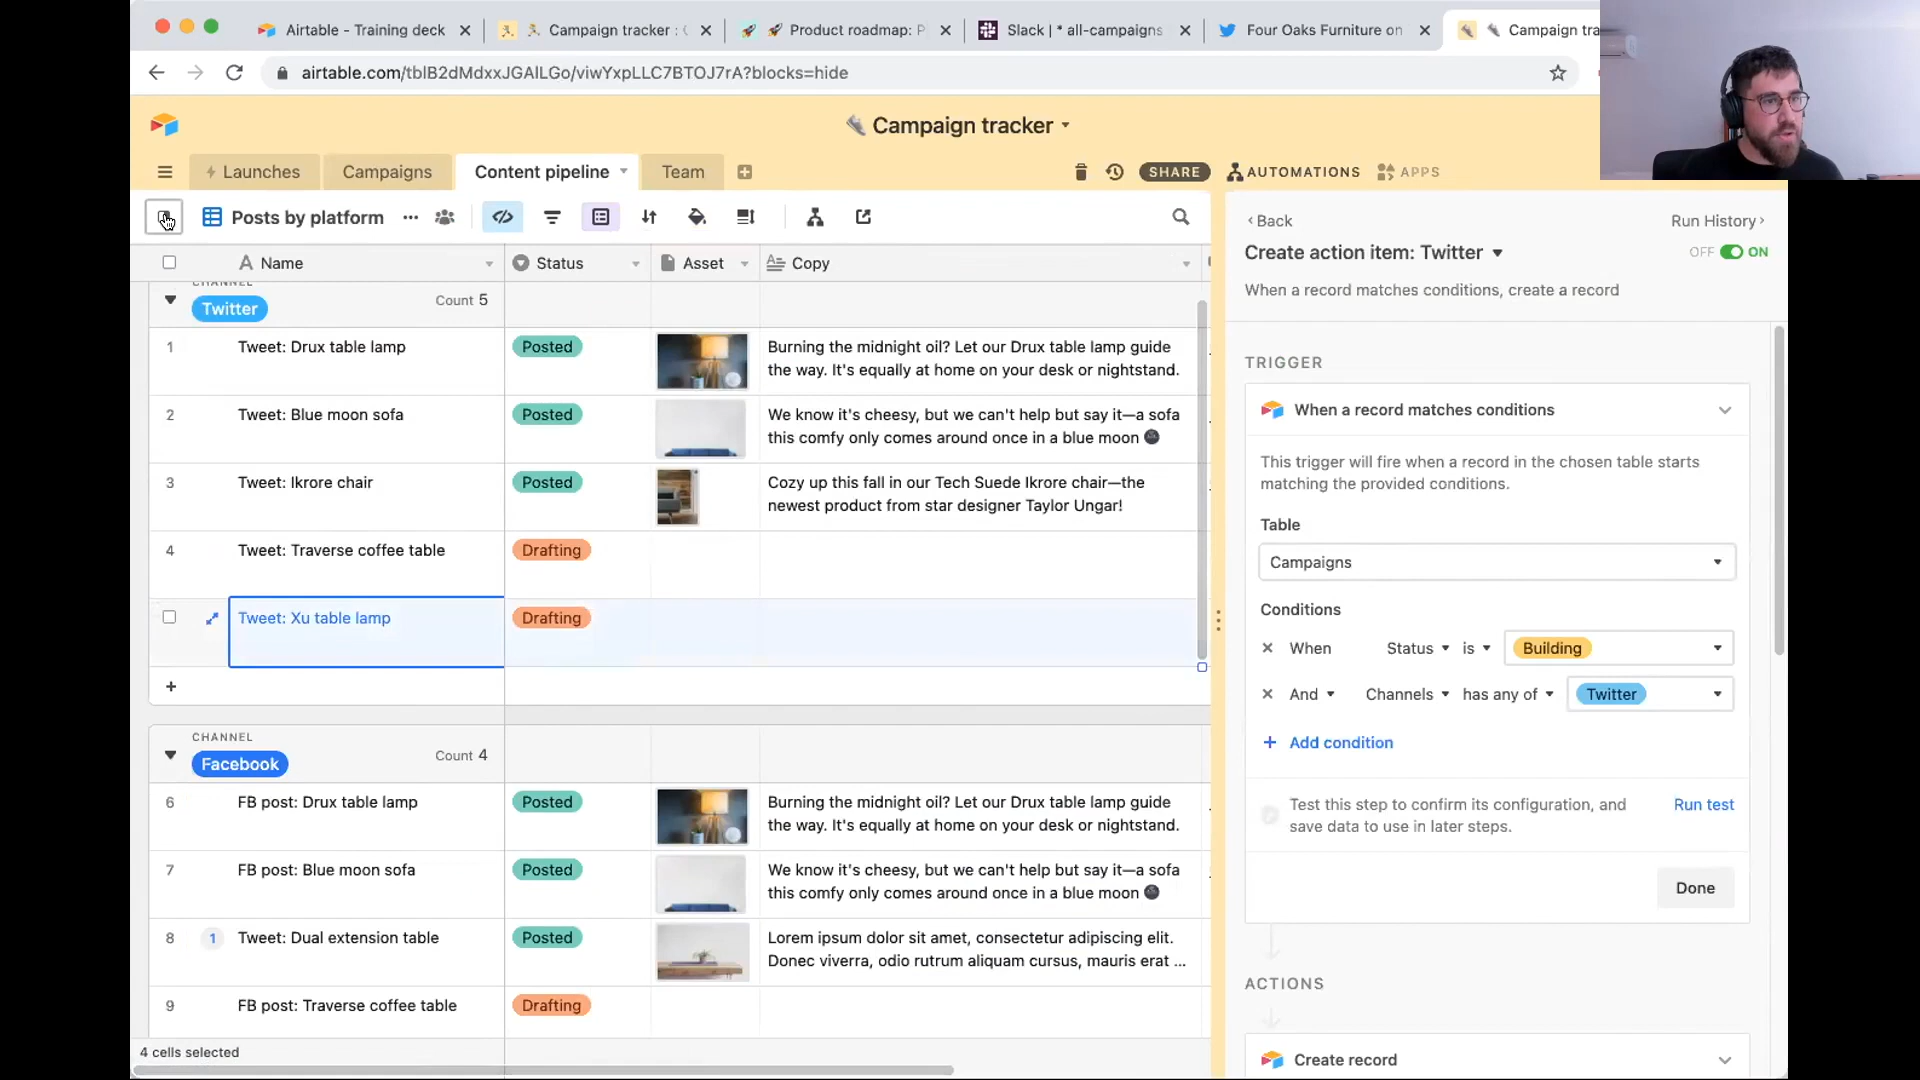 Airtable - Training deck
Campaign tracker : 
Product roadmap: P
Slack | * all-campaigns
Four Oaks Furniture on
Campaign tra
airtable.com/tblB2dMdxxJGAlLGo/viwYxpLLC7BTOJ7rA?blocks=hide
Campaign tracker
Launches
Campaigns
Content pipeline
Team
SHARE
AUTOMATIONS
APPS
Posts by platform
Name
Status
Asset
Copy
CHANNEL
Twitter
Count 5
1
Tweet: Drux table lamp
Posted
Burning the midnight oil? Let our Drux table lamp guide
the way. It's equally at home on your desk or nightstand.
2
Tweet: Blue moon sofa
Posted
We know it's cheesy, but we can't help but say it—a sofa
this comfy only comes around once in a blue moon 🌚
3
Tweet: Ikrore chair
Posted
Cozy up this fall in our Tech Suede Ikrore chair—the
newest product from star designer Taylor Ungar!
4
Tweet: Traverse coffee table
Drafting
Tweet: Xu table lamp
Drafting
+
CHANNEL
Facebook
Count 4
6
FB post: Drux table lamp
Posted
Burning the midnight oil? Let our Drux table lamp guide
the way. It's equally at home on your desk or nightstand.
7
FB post: Blue moon sofa
Posted
We know it's cheesy, but we can't help but say it—a sofa
this comfy only comes around once in a blue moon 🌚
8
1
Tweet: Dual extension table
Posted
Lorem ipsum dolor sit amet, consectetur adipiscing elit.
Donec viverra, odio rutrum aliquam cursus, mauris erat ...
9
FB post: Traverse coffee table
Drafting
4 cells selected
Back
Run History
Create action item: Twitter
OFF
ON
When a record matches conditions, create a record
TRIGGER
When a record matches conditions
This trigger will fire when a record in the chosen table starts
matching the provided conditions.
Table
Campaigns
Conditions
× When Status is Building
× And Channels has any of Twitter
+ Add condition
Test this step to confirm its configuration, and
save data to use in later steps.
Run test
Done
ACTIONS
Create record